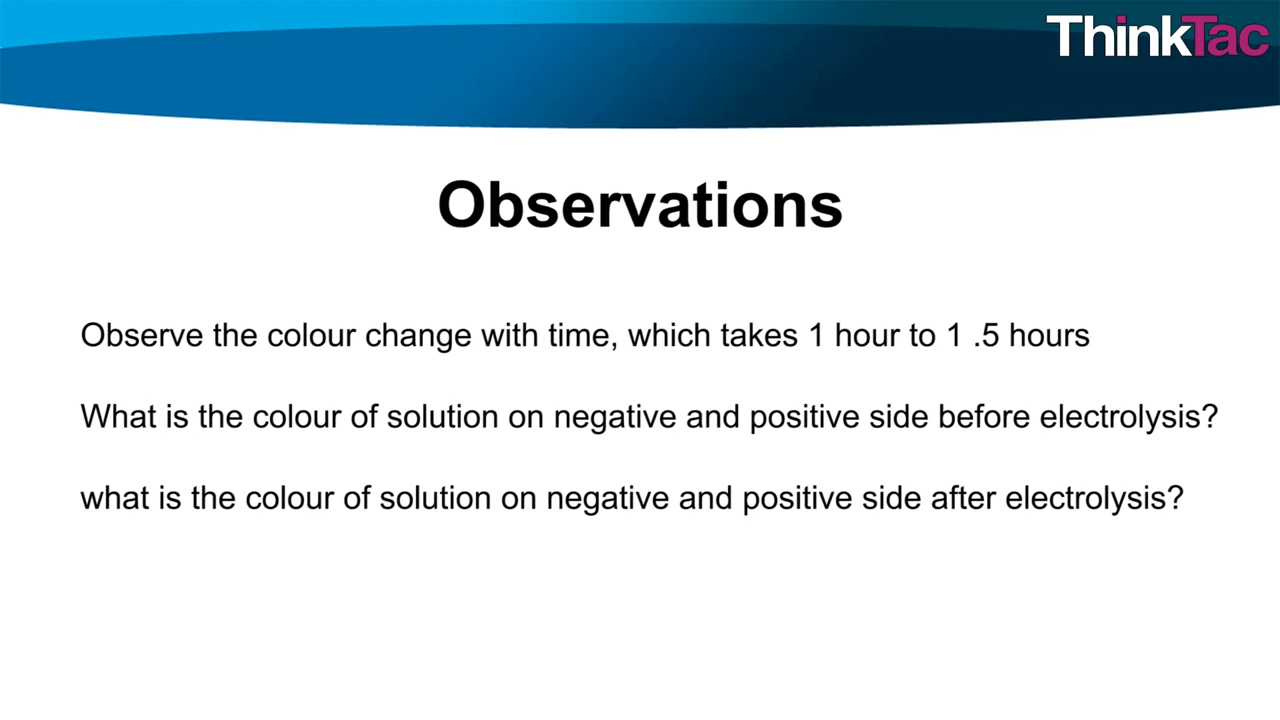 ThinkTac
Observations
Observe the colour change with time, which takes 1 hour to 1 .5 hours
What is the colour of solution on negative and positive side before electrolysis?
what is the colour of solution on negative and positive side after electrolysis?